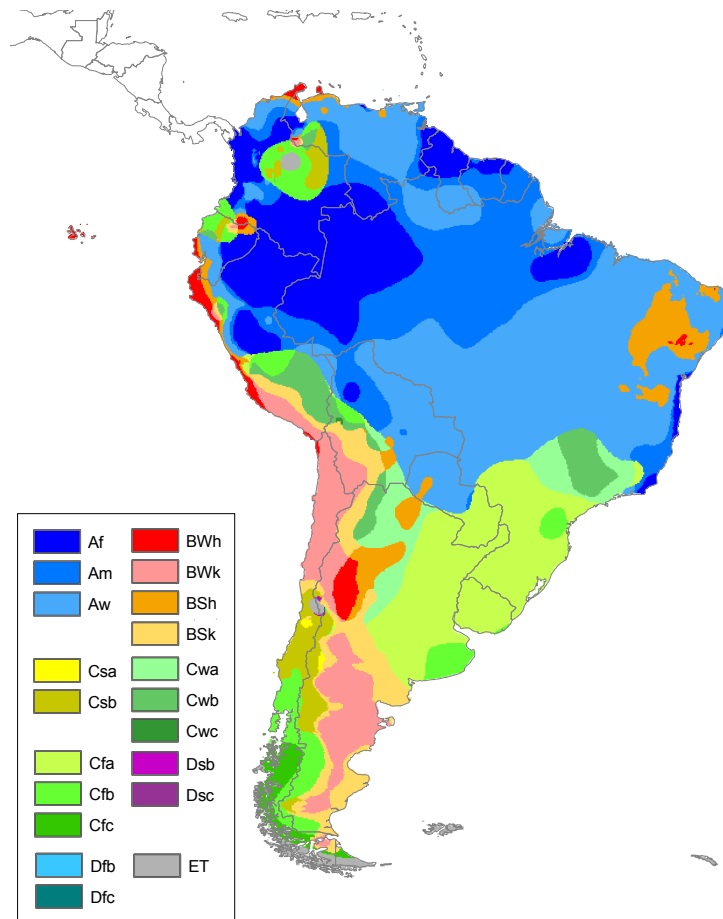 Af
Am
Aw
Csa
Csb
Cfa
Cfb
Cfc
Dfb
Dfc
BWh
BWk
BSh
BSk
Cwa
Cwb
Cwc
Dsb
Dsc
ET